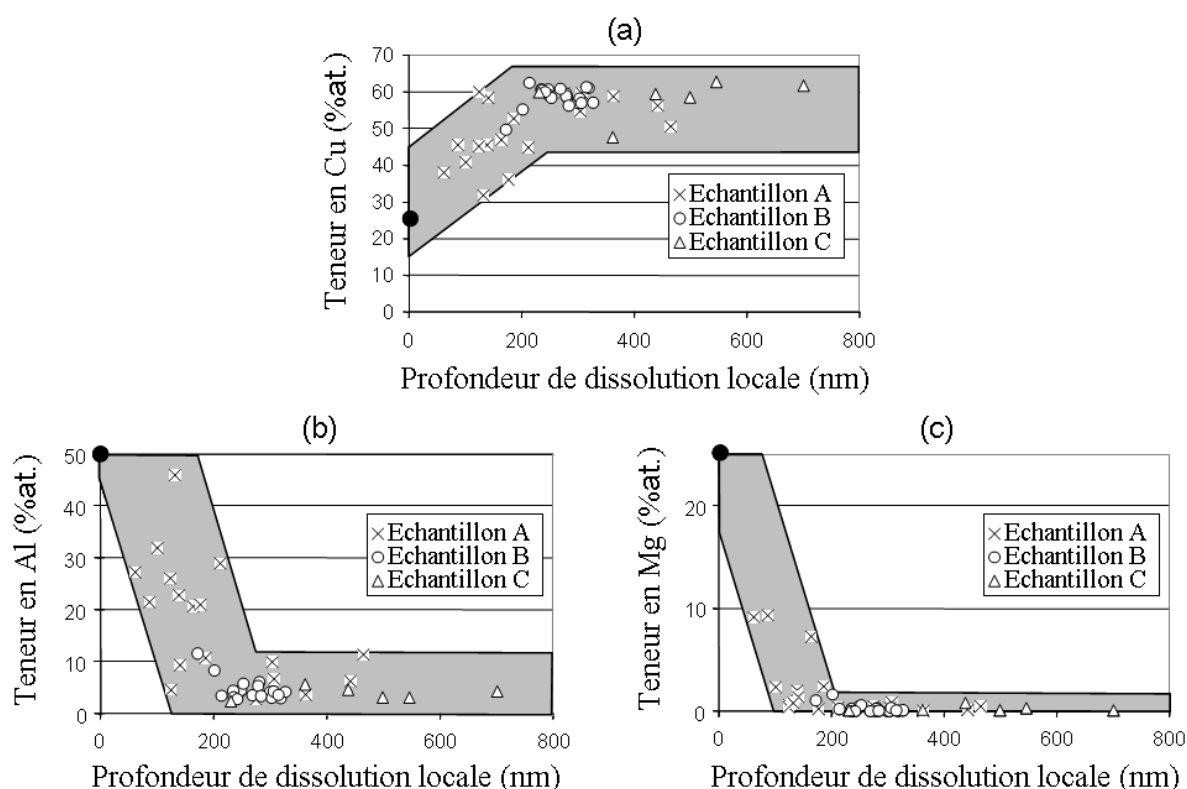 (a)
Teneur en Cu (%at.)
70
60
50
40
30
20
10
0
0 200 400 600 800
Echantillon A
Echantillon B
Echantillon C
Profondeur de dissolution locale (nm)
(b)
Teneur en Al (%at.)
50
40
30
20
10
0
0 200 400 600 800
Echantillon A
Echantillon B
Echantillon C
Profondeur de dissolution locale (nm)
(c)
Teneur en Mg (%at.)
20
10
0
0 200 400 600 800
Echantillon A
Echantillon B
Echantillon C
Profondeur de dissolution locale (nm)